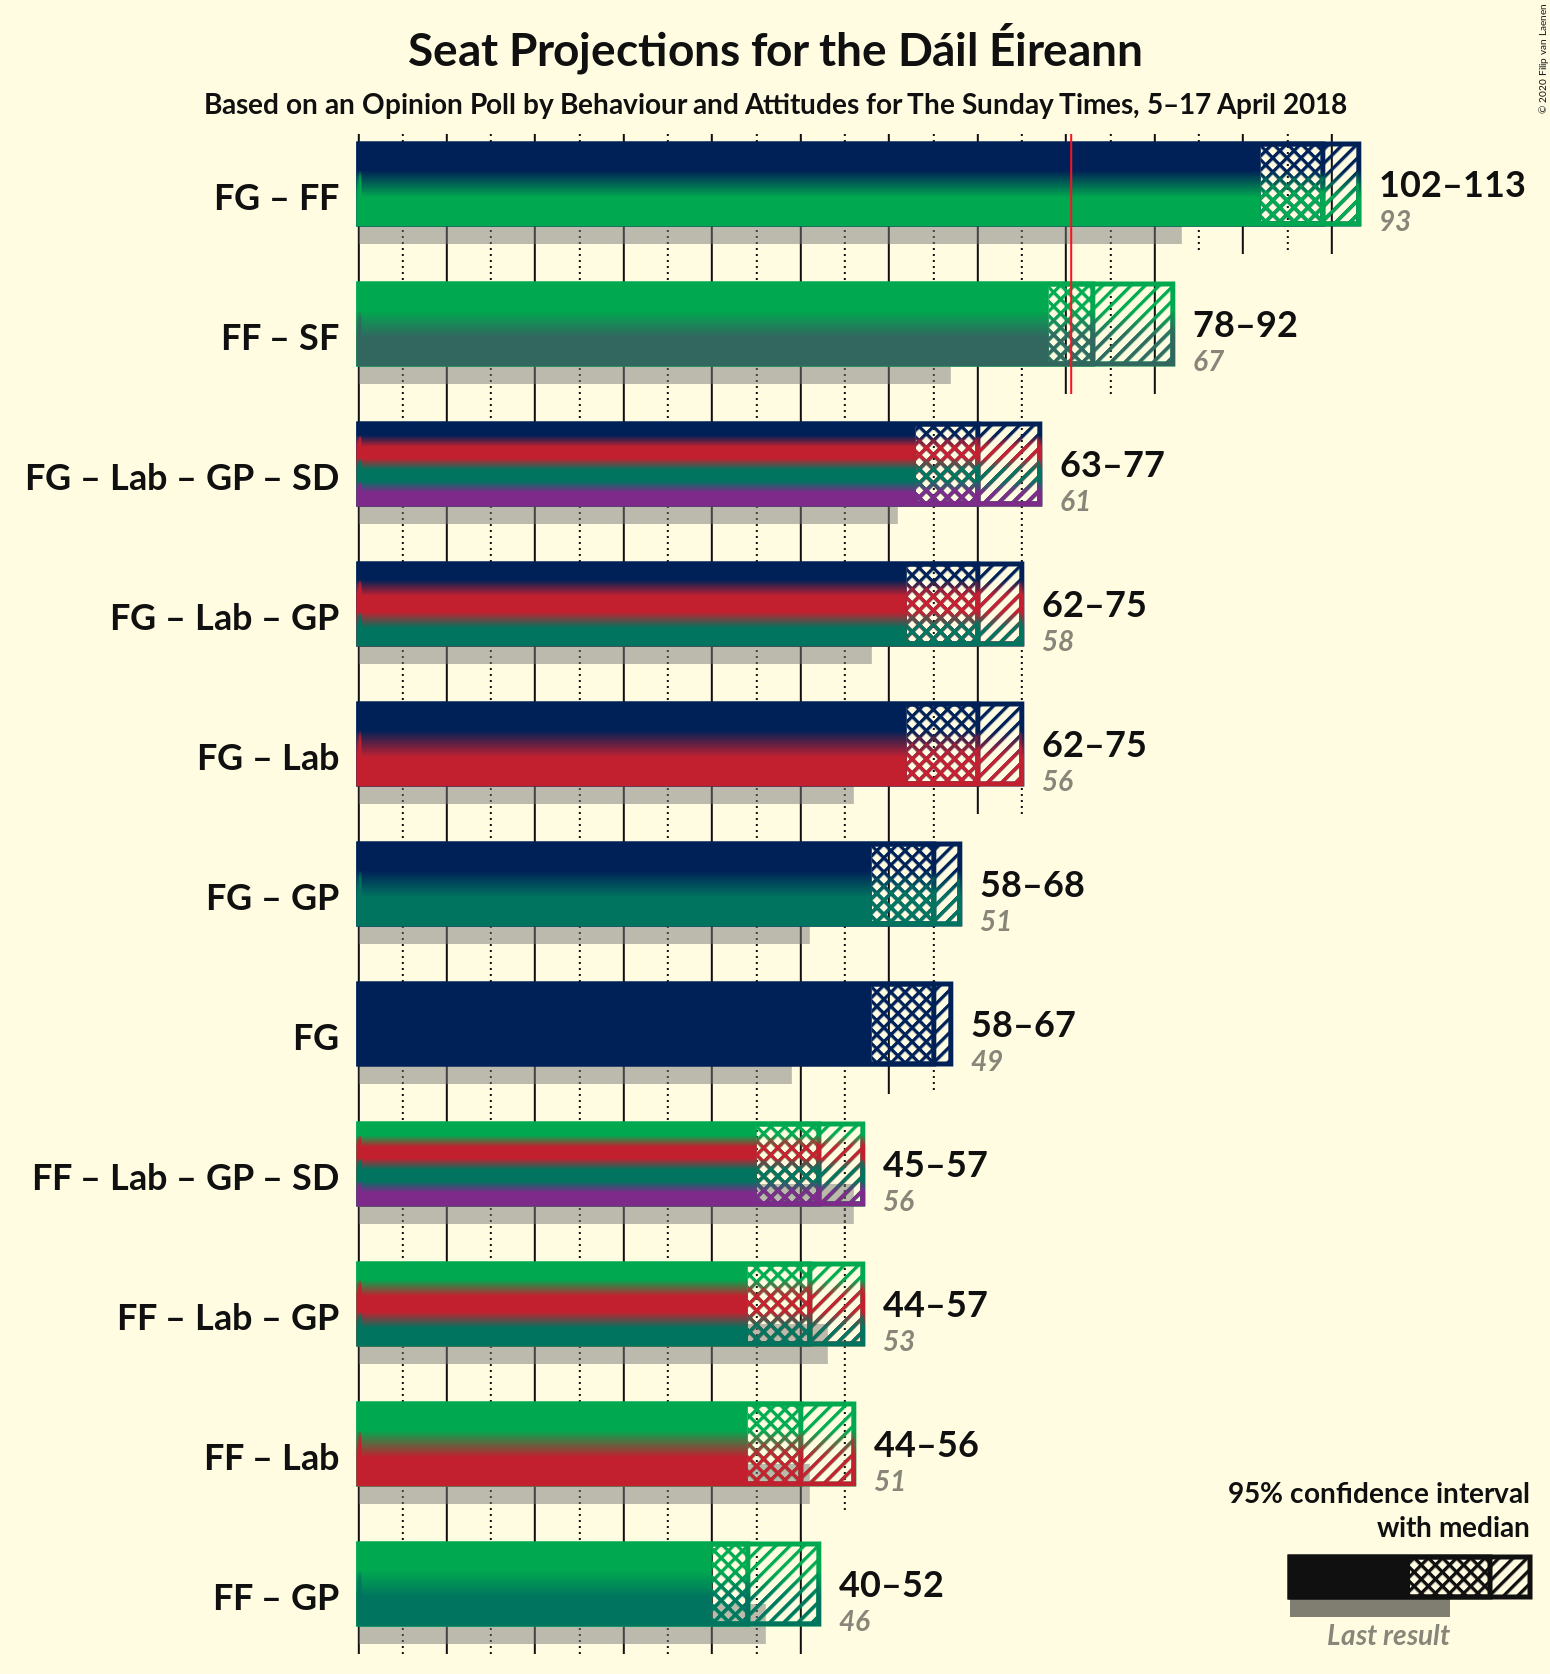 Seat Projections for the Dáil Éireann
Based on an Opinion Poll by Behaviour and Attitudes for The Sunday Times, 5–17 April 2018
© 2020 Filip van Laenen
FG – FF
102–113
93
FF – SF
78–92
67
FG – Lab – GP – SD
63–77
61
FG – Lab – GP
62–75
58
FG – Lab
62–75
56
FG – GP
58–68
51
FG
58–67
49
FF – Lab – GP – SD
45–57
56
FF – Lab – GP
44–57
53
FF – Lab
44–56
51
FF – GP
40–52
46
95% confidence interval
with median
Last result